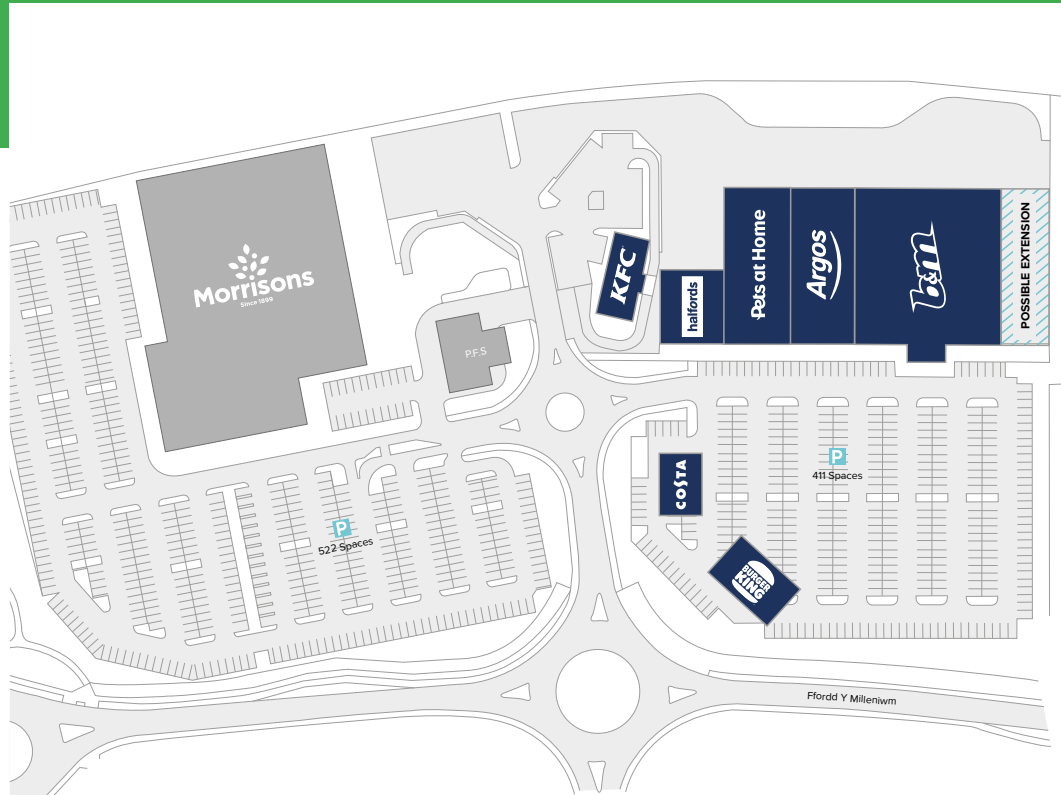 Morrisons
Since 1899
P.F.S
KFC
halfords
Pets at Home
Argos
b&m
POSSIBLE EXTENSION
COSTA
P
411 Spaces
P
522 Spaces
BURGER
KING
Ffordd Y Milleniwm